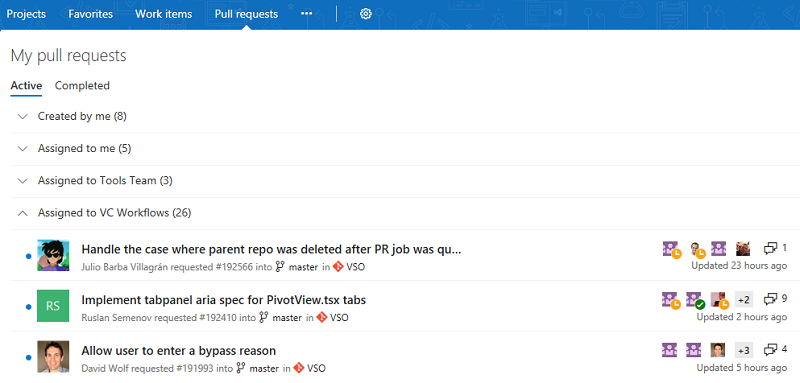 Projects Favorites Work items Pull requests ...
My pull requests
Active Completed
Created by me (8)
Assigned to me (5)
Assigned to Tools Team (3)
Assigned to VC Workflows (26)
Handle the case where parent repo was deleted after PR job was qu... 1
Julio Barba Villagrán requested #192566 into master in VSO Updated 23 hours ago
RS Implement tabpanel aria spec for PivotView.tsx tabs +2 9
Ruslan Semenov requested #192410 into master in VSO Updated 2 hours ago
Allow user to enter a bypass reason +3 4
David Wolf requested #191993 into master in VSO Updated 5 hours ago